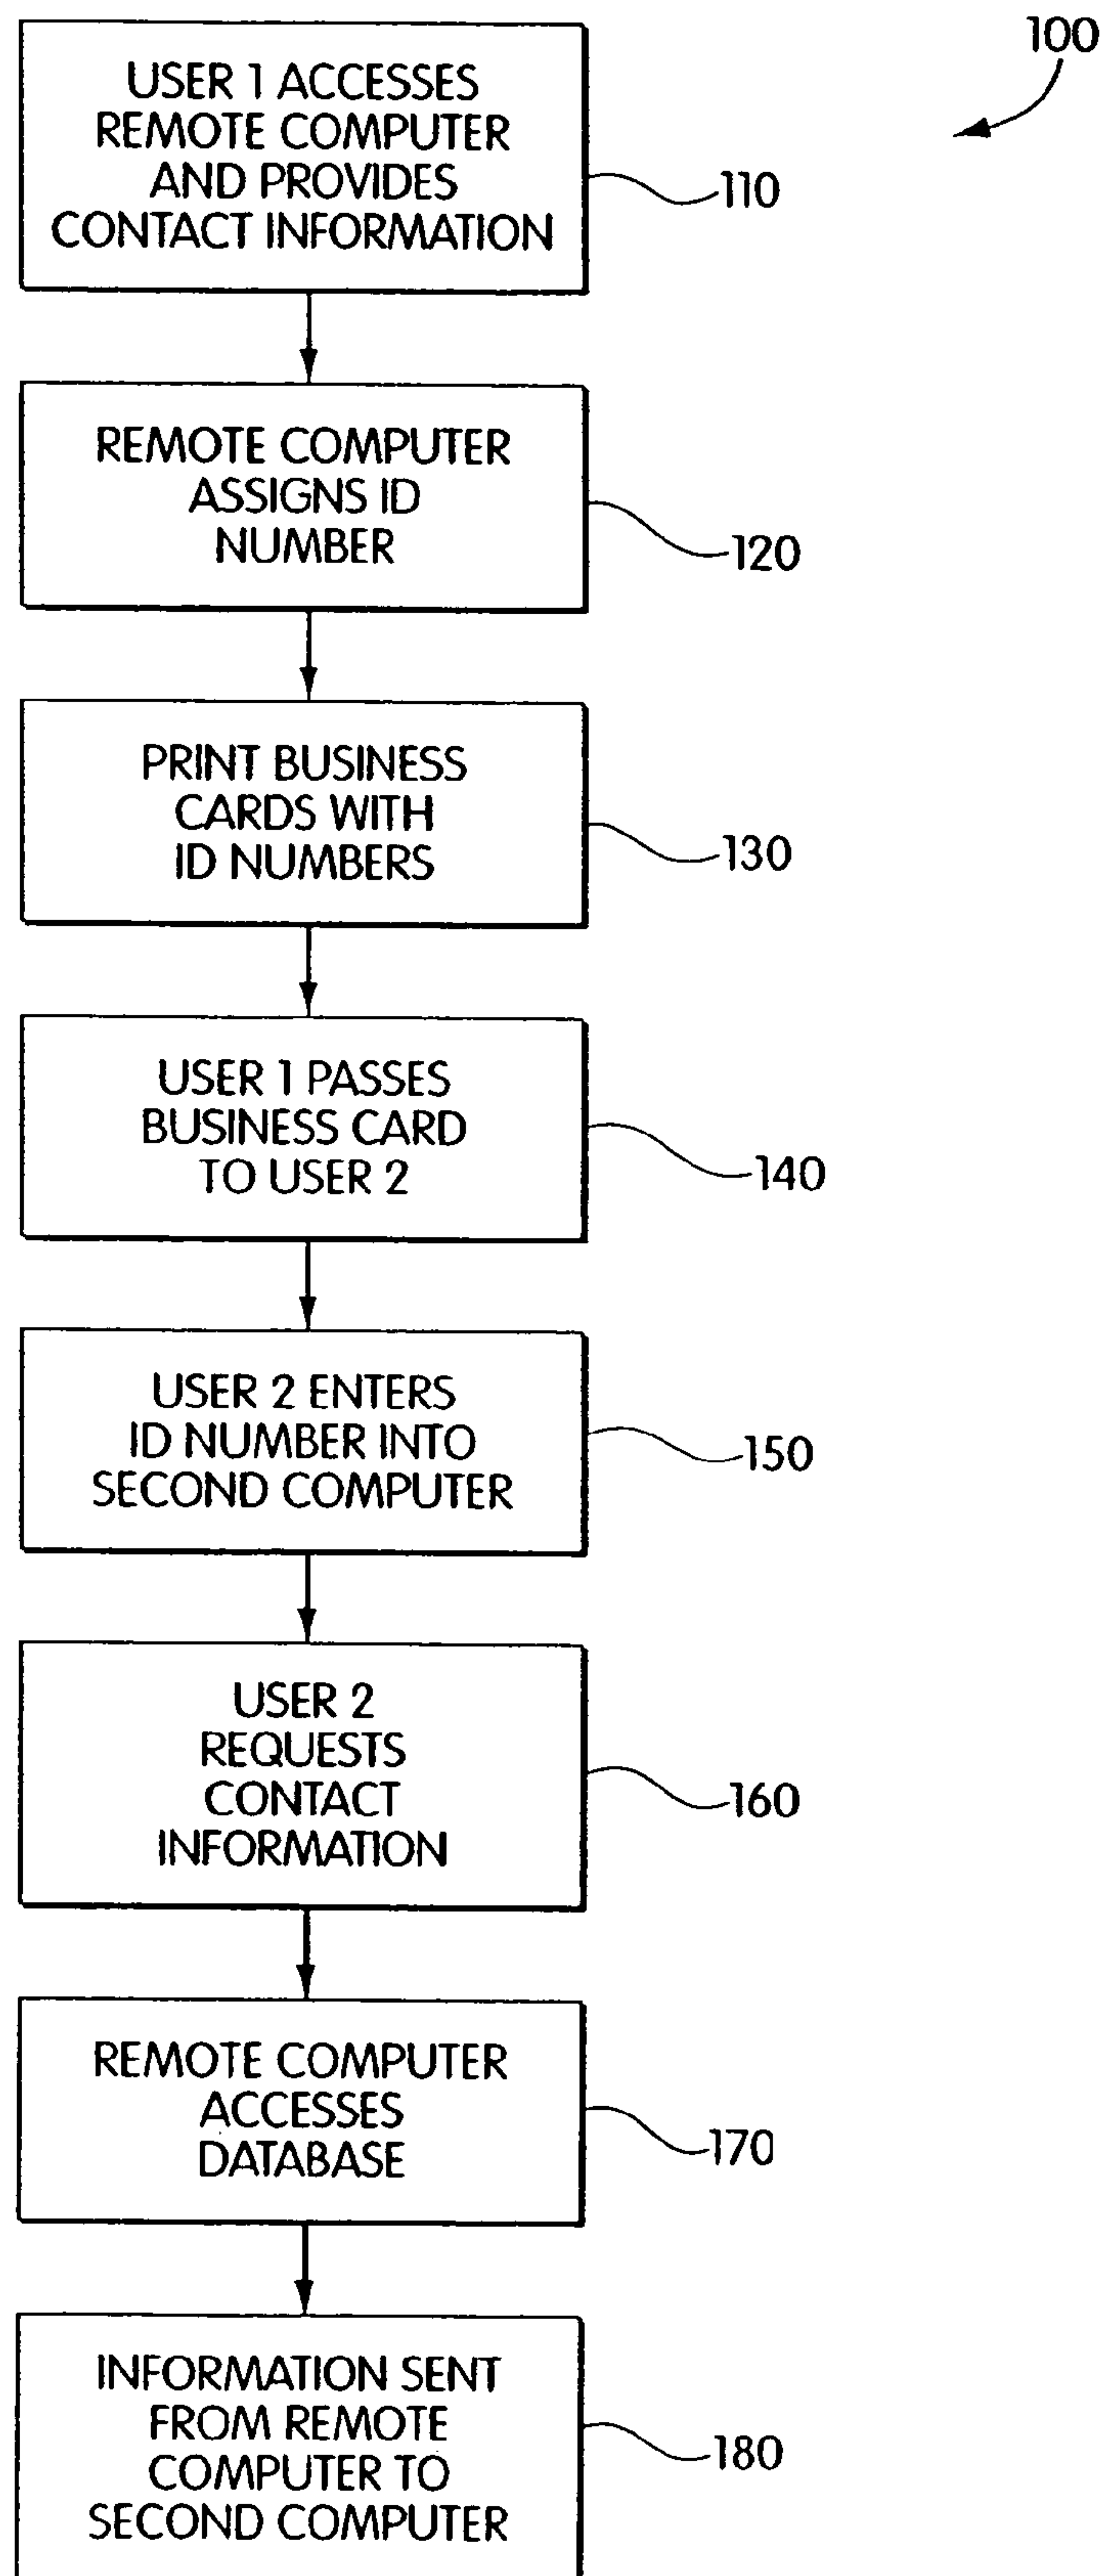 100
USER 1 ACCESSES
REMOTE COMPUTER
AND PROVIDES
CONTACT INFORMATION
110
REMOTE COMPUTER
ASSIGNS ID
NUMBER
120
PRINT BUSINESS
CARDS WITH
ID NUMBERS
130
USER 1 PASSES
BUSINESS CARD
TO USER 2
140
USER 2 ENTERS
ID NUMBER INTO
SECOND COMPUTER
150
USER 2
REQUESTS
CONTACT
INFORMATION
160
REMOTE COMPUTER
ACCESSES
DATABASE
170
INFORMATION SENT
FROM REMOTE
COMPUTER TO
SECOND COMPUTER
180